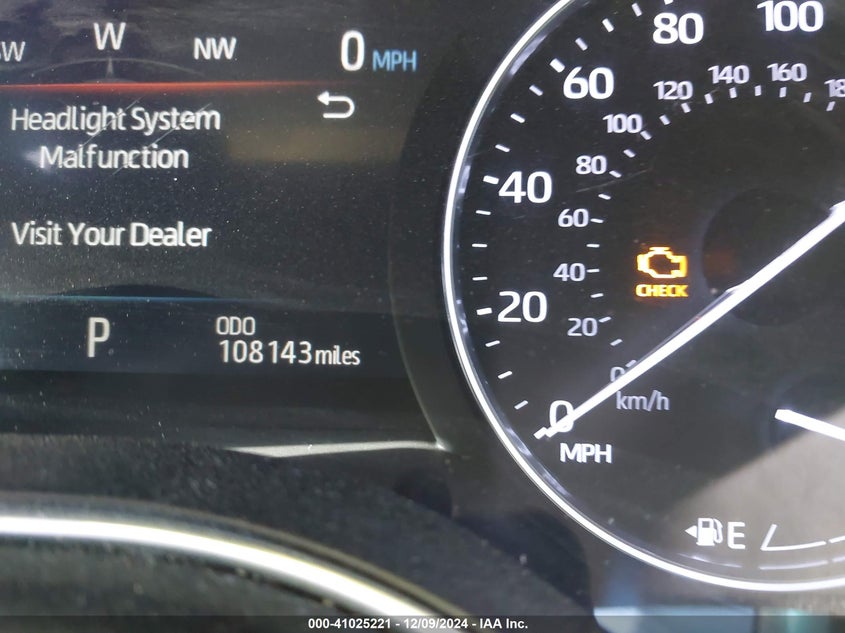 W NW 0 MPH
Headlight System
Malfunction
Visit Your Dealer
P ODO
108143 miles
100
80
60
40
20
0
MPH
160
140
120
100
80
60
40
20
0
km/h
CHECK
E
000-41025221 - 12/09/2024 - IAA Inc.